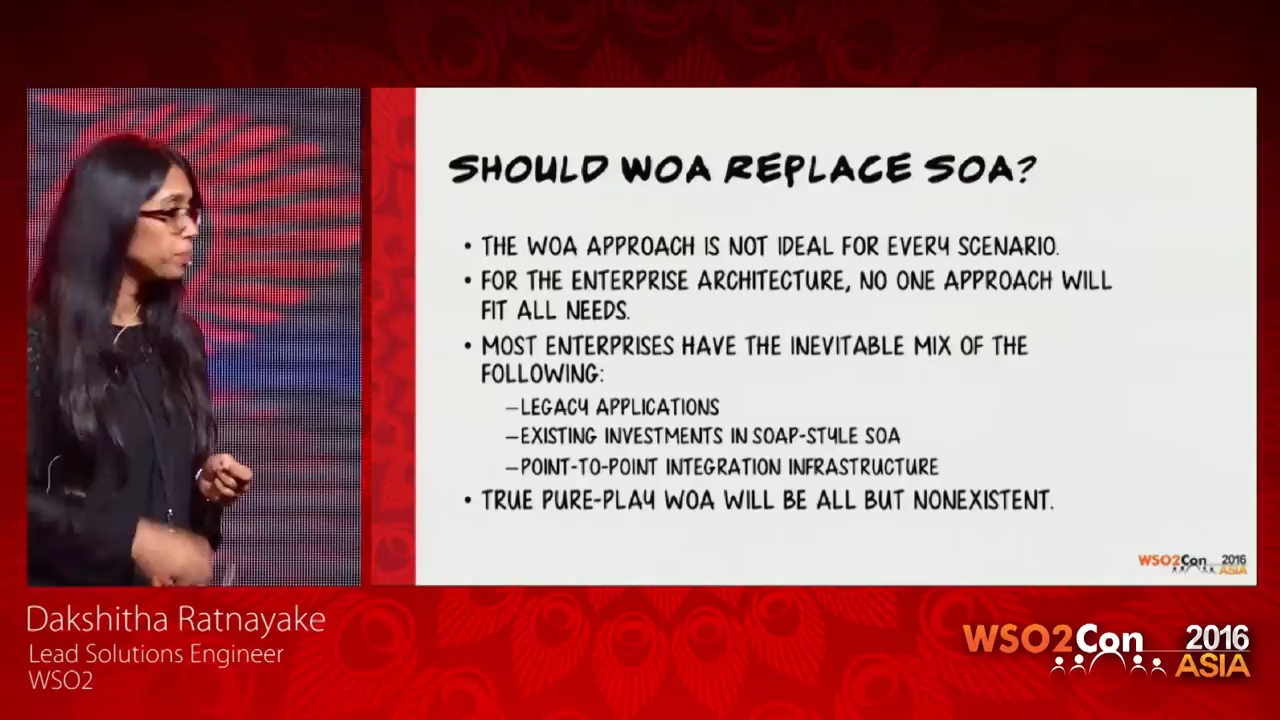 SHOULD WOA REPLACE SOA?
• THE WOA APPROACH IS NOT IDEAL FOR EVERY SCENARIO.
• FOR THE ENTERPRISE ARCHITECTURE, NO ONE APPROACH WILL
FIT ALL NEEDS.
• MOST ENTERPRISES HAVE THE INEVITABLE MIX OF THE
FOLLOWING:
–LEGACY APPLICATIONS
–EXISTING INVESTMENTS IN SOAP-STYLE SOA
–POINT-TO-POINT INTEGRATION INFRASTRUCTURE
• TRUE PURE-PLAY WOA WILL BE ALL BUT NONEXISTENT.
WSO2Con 2016
ASIA
Dakshitha Ratnayake
Lead Solutions Engineer
WSO2
WSO2Con 2016
ASIA